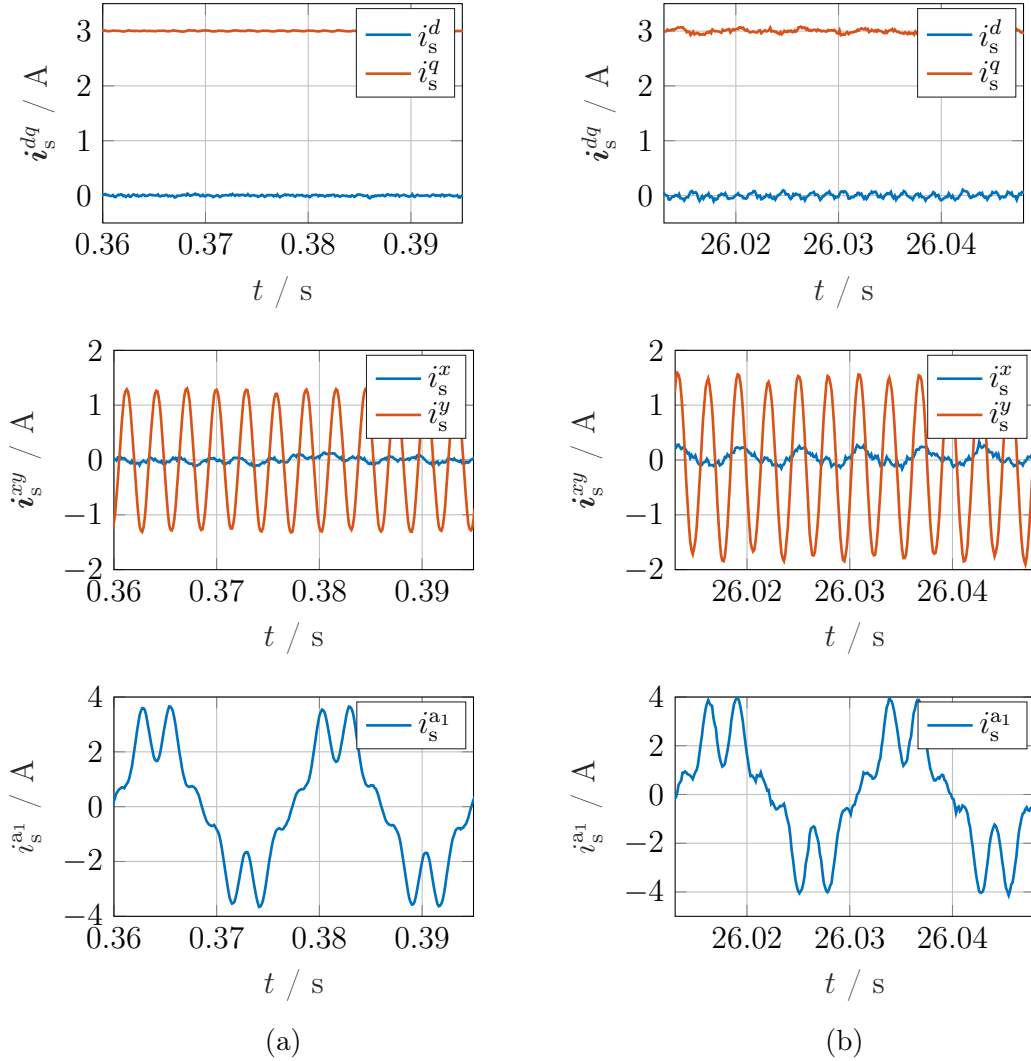 3
2
1
0
i_s^{dq} / A
i_s^d
i_s^q
0.36
0.37
0.38
0.39
t / s
3
2
1
0
i_s^{dq} / A
i_s^d
i_s^q
26.02
26.03
26.04
t / s
2
1
0
−1
−2
i_s^{xy} / A
i_s^x
i_s^y
0.36
0.37
0.38
0.39
t / s
2
1
0
−1
−2
i_s^{xy} / A
i_s^x
i_s^y
26.02
26.03
26.04
t / s
4
2
0
−2
−4
i_s^{a_1} / A
i_s^{a_1}
0.36
0.37
0.38
0.39
t / s
(a)
4
2
0
−2
−4
i_s^{a_1} / A
i_s^{a_1}
26.02
26.03
26.04
t / s
(b)